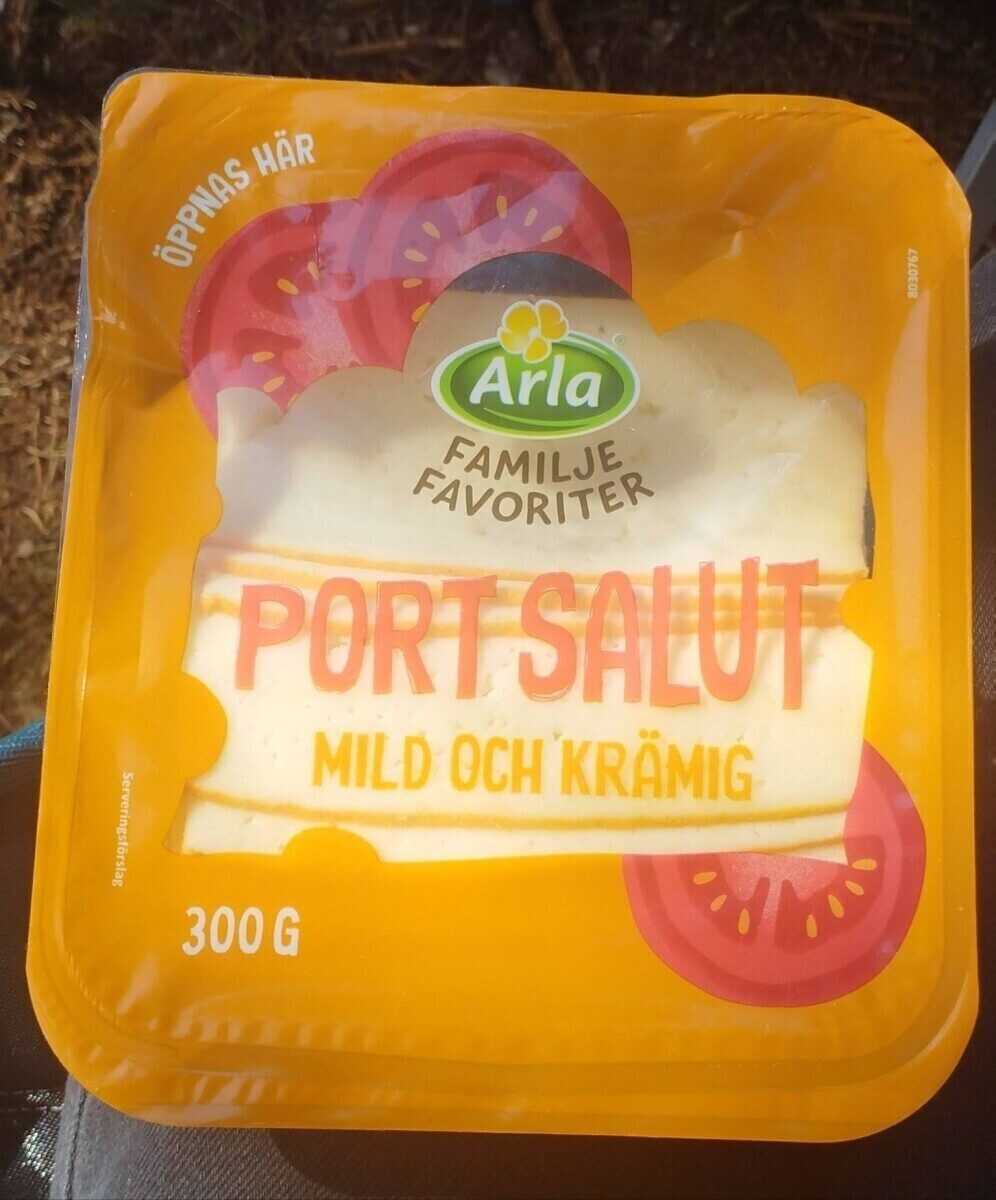 ÖPPNAS HÄR
8030767
Arla®
FAMILJE
FAVORITER
PORT SALUT
MILD OCH KRÄMIG
Serveringsförslag
300 G